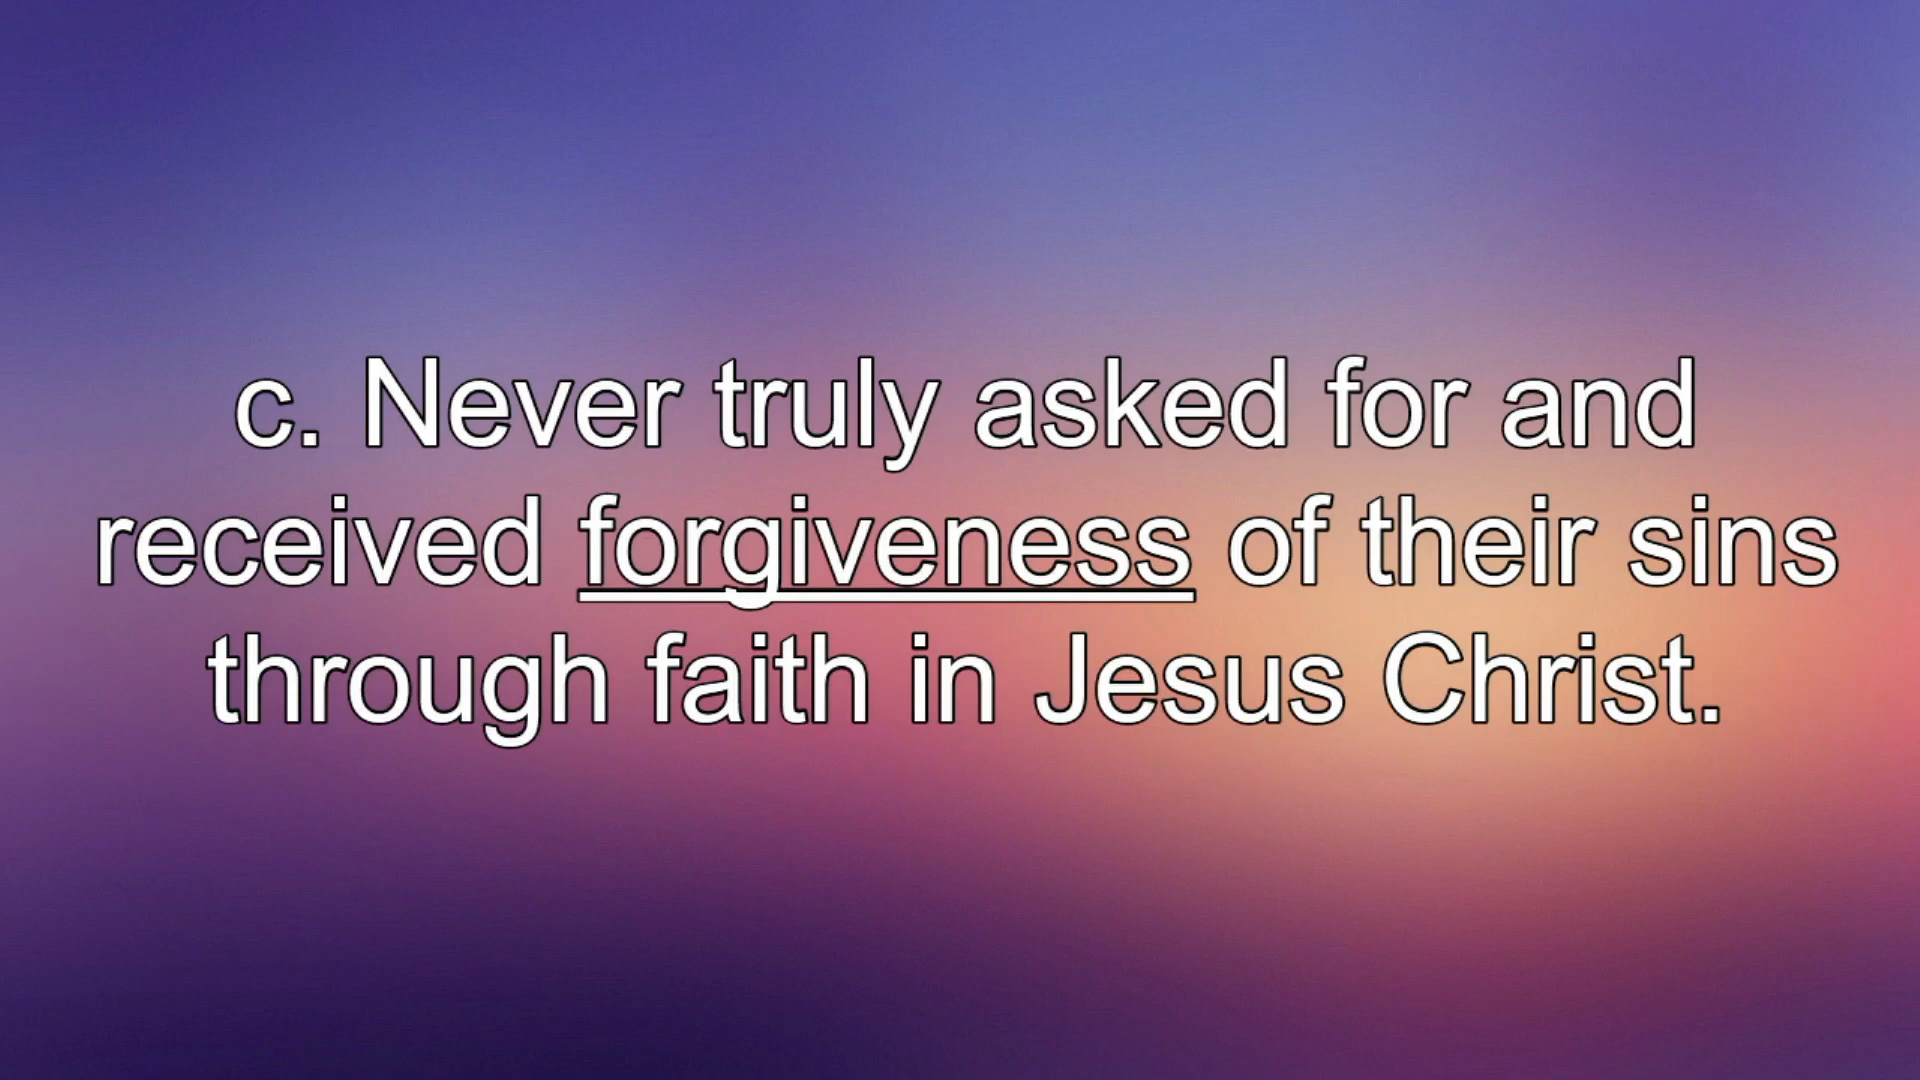 c. Never truly asked for and
received forgiveness of their sins
through faith in Jesus Christ.